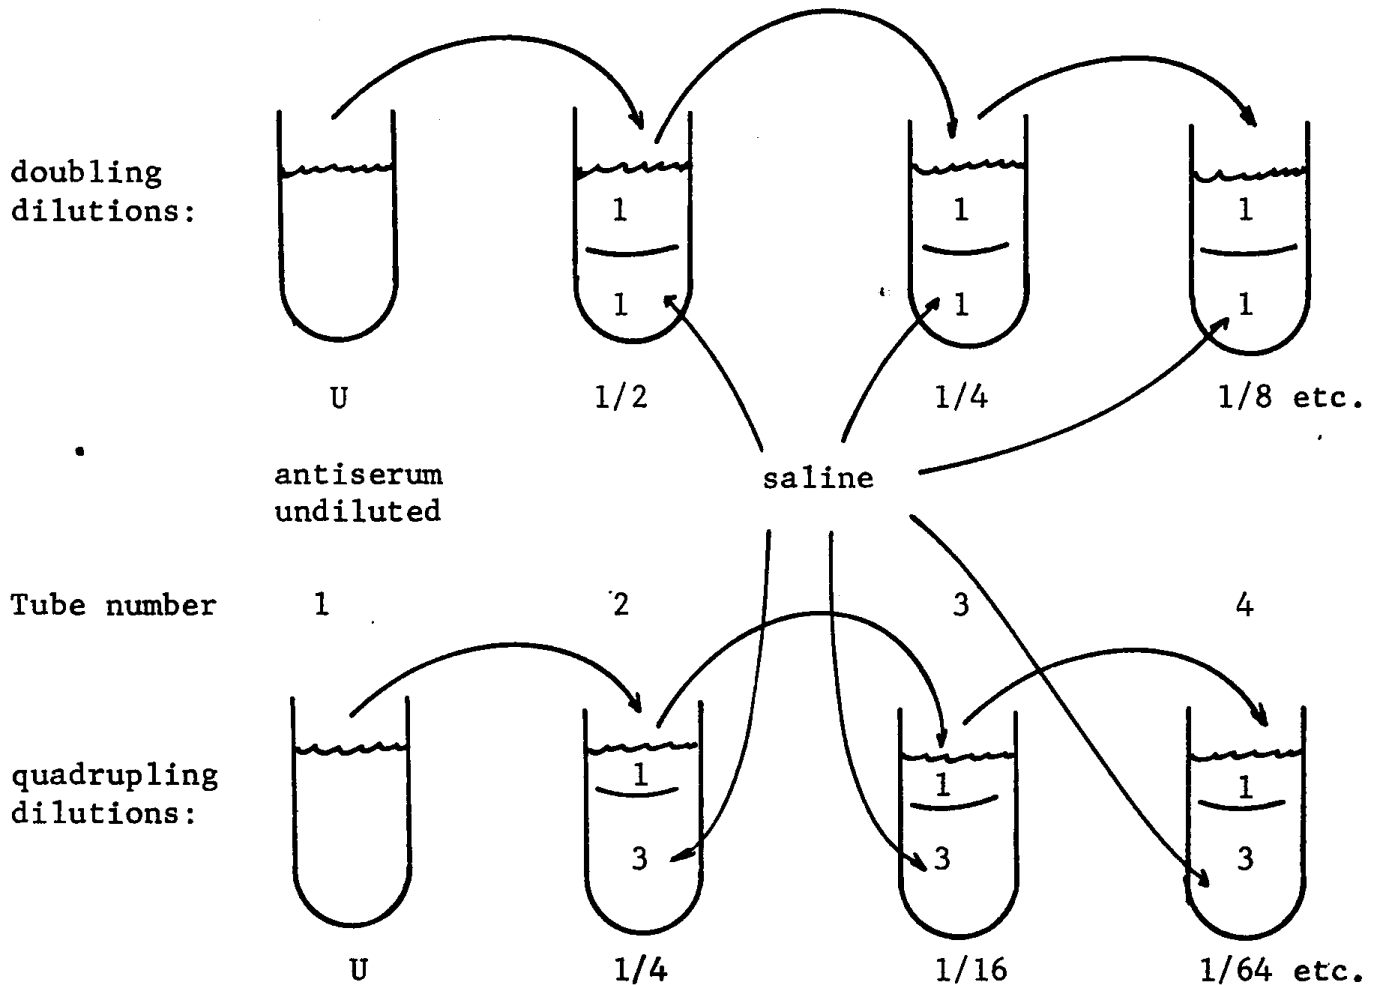 doubling
dilutions:
1 1 1
1 1 1
U 1/2 1/4 1/8 etc.
antiserum
undiluted
saline
Tube number 1 2 3 4
quadrupling
dilutions:
1 1 1
3 3 3
U 1/4 1/16 1/64 etc.